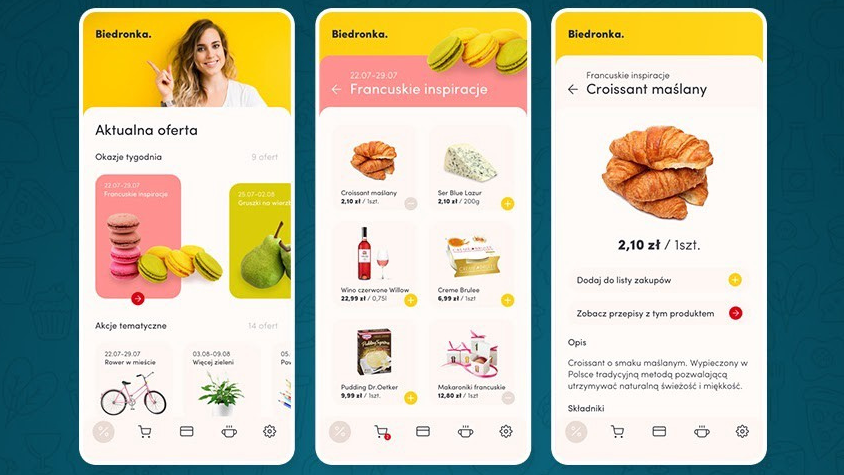 Biedronka.
Aktualna oferta
Okazje tygodnia
9 ofert
22.07-29.07
Francuskie inspiracje
25.07-02.08
Gruszki na
Akcje tematyczne
14 ofert
22.07-29.07
Rower w mieście
03.08-09.08
Więcej zieleni
05.
Biedronka.
22.07-29.07
Francuskie inspiracje
Croissant maślany
2,10 zł / 1szt.
Ser Blue Lazur
2,10 zł / 200g
Wino czerwone Willow
22,99 zł / 0,75l
Creme Brulee
6,99 zł / 1szt
Pudding Dr.Oetker
9,99 zł / 1szt.
Makaroniki francuskie
12,80 zł / 1szt.
Biedronka.
Francuskie inspiracje
Croissant maślany
2,10 zł / 1szt.
Dodaj do listy zakupów
Zobacz przepisy z tym produktem
Opis
Croissant o smaku maślanym. Wypieczony w
Polsce tradycyjną metodą pozwalającą
utrzymywać naturalną świeżość i miękkość.
Składniki